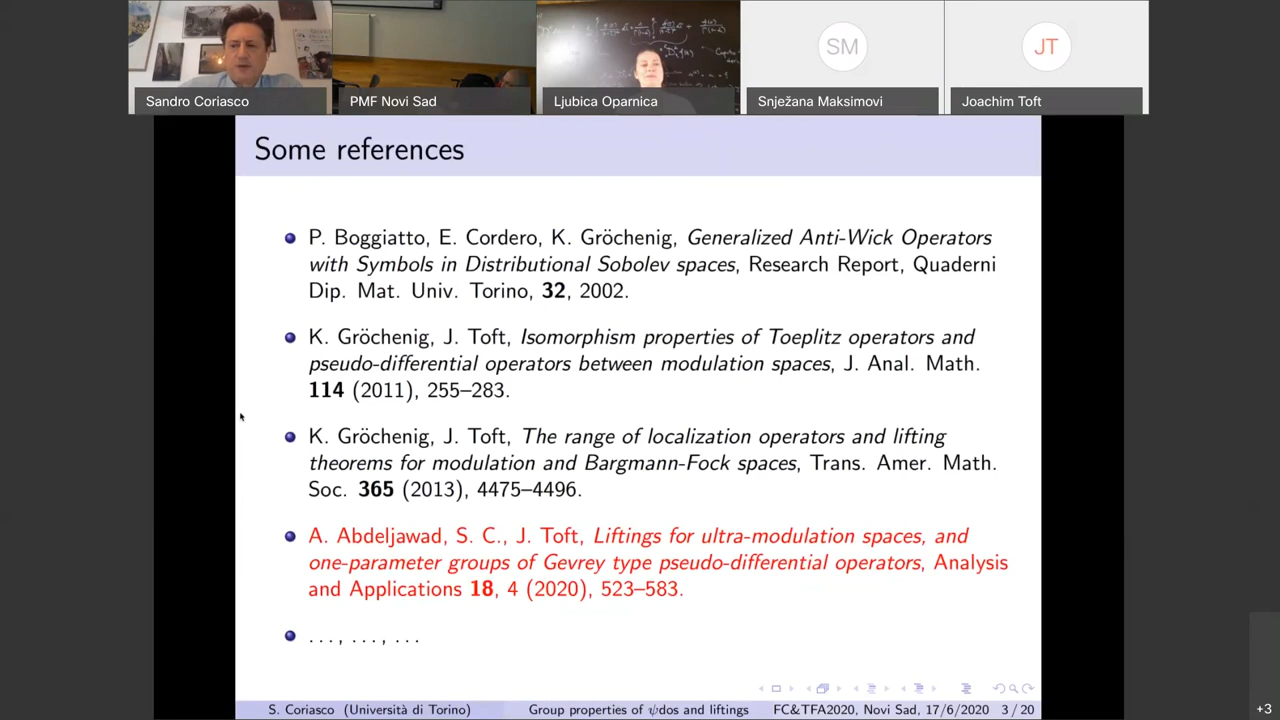 Sandro Coriasco
PMF Novi Sad
Ljubica Oparnica
SM
Snježana Maksimovi
JT
Joachim Toft
Some references
P. Boggiatto, E. Cordero, K. Gröchenig, Generalized Anti-Wick Operators
with Symbols in Distributional Sobolev spaces, Research Report, Quaderni
Dip. Mat. Univ. Torino, 32, 2002.
K. Gröchenig, J. Toft, Isomorphism properties of Toeplitz operators and
pseudo-differential operators between modulation spaces, J. Anal. Math.
114 (2011), 255–283.
K. Gröchenig, J. Toft, The range of localization operators and lifting
theorems for modulation and Bargmann-Fock spaces, Trans. Amer. Math.
Soc. 365 (2013), 4475–4496.
A. Abdeljawad, S. C., J. Toft, Liftings for ultra-modulation spaces, and
one-parameter groups of Gevrey type pseudo-differential operators, Analysis
and Applications 18, 4 (2020), 523–583.
. . . , . . . , . . .
S. Coriasco (Università di Torino) Group properties of ψdos and liftings FC&TFA2020, Novi Sad, 17/6/2020 3 / 20
+3